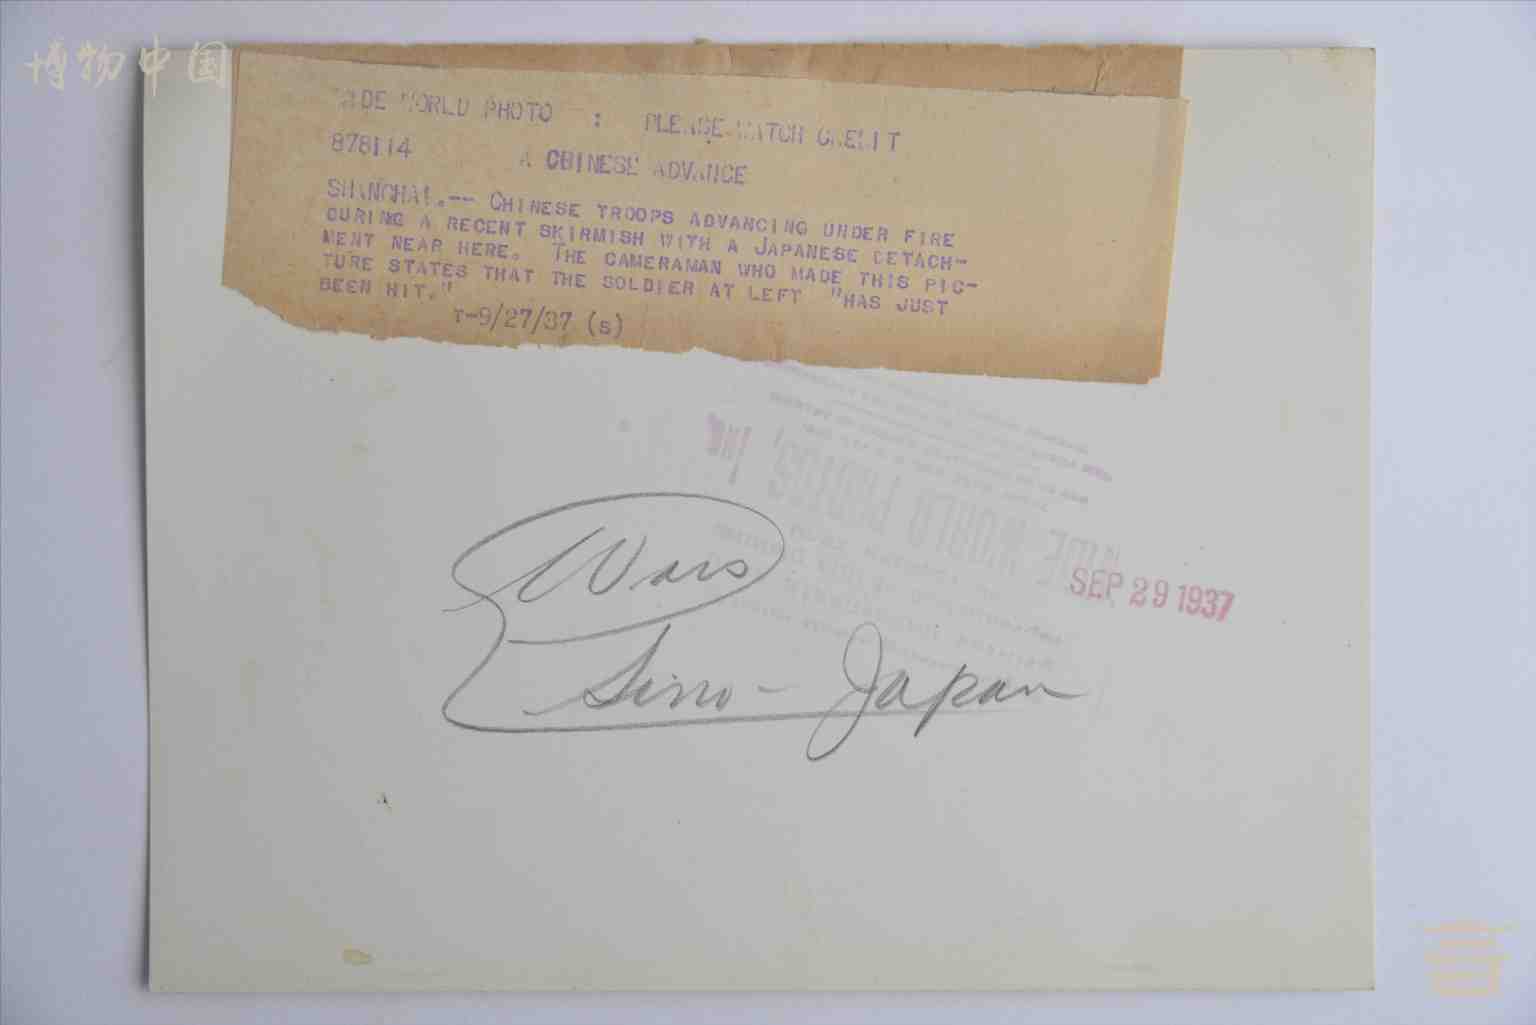 博物中国
WIDE WORLD PHOTO : PLEASE WATCH CREDIT
878114 A CHINESE ADVANCE
SHANGHAI.-- CHINESE TROOPS ADVANCING UNDER FIRE
DURING A RECENT SKIRMISH WITH A JAPANESE DETACH-
MENT NEAR HERE. THE CAMERAMAN WHO MADE THIS PIC-
TURE STATES THAT THE SOLDIER AT LEFT "HAS JUST
BEEN HIT."
T-9/27/37 (S)
WIDE WORLD PHOTOS, INC
SEP 29 1937
Wars
Sino-Japan